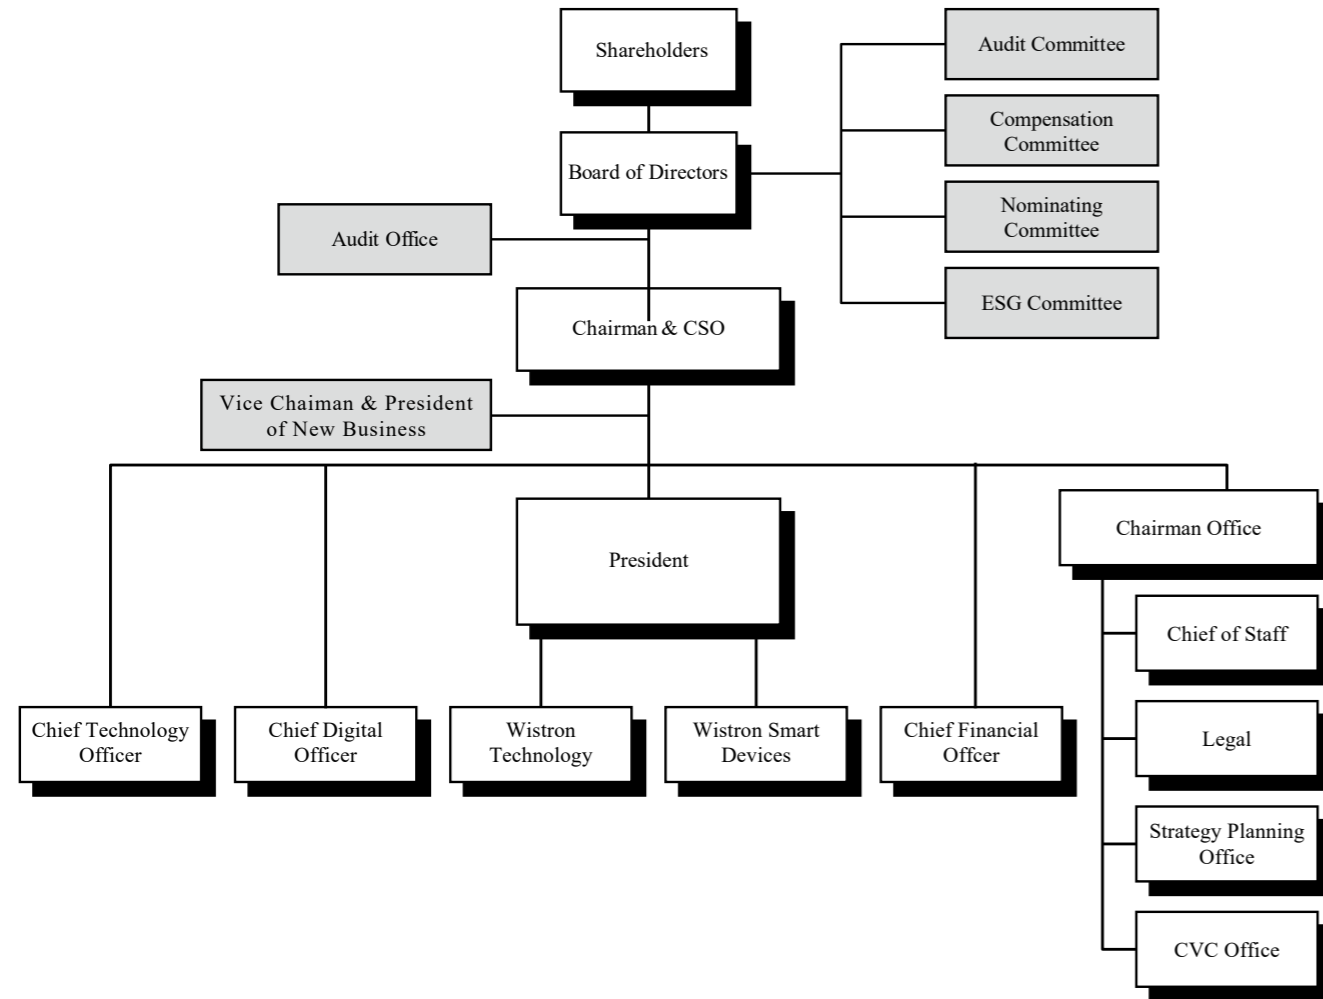 Shareholders
Audit Committee
Compensation
Committee
Board of Directors
Nominating
Committee
Audit Office
ESG Committee
Chairman & CSO
Vice Chaiman & President
of New Business
President
Chairman Office
Chief of Staff
Legal
Strategy Planning
Office
CVC Office
Chief Technology
Officer
Chief Digital
Officer
Wistron
Technology
Wistron Smart
Devices
Chief Financial
Offcer